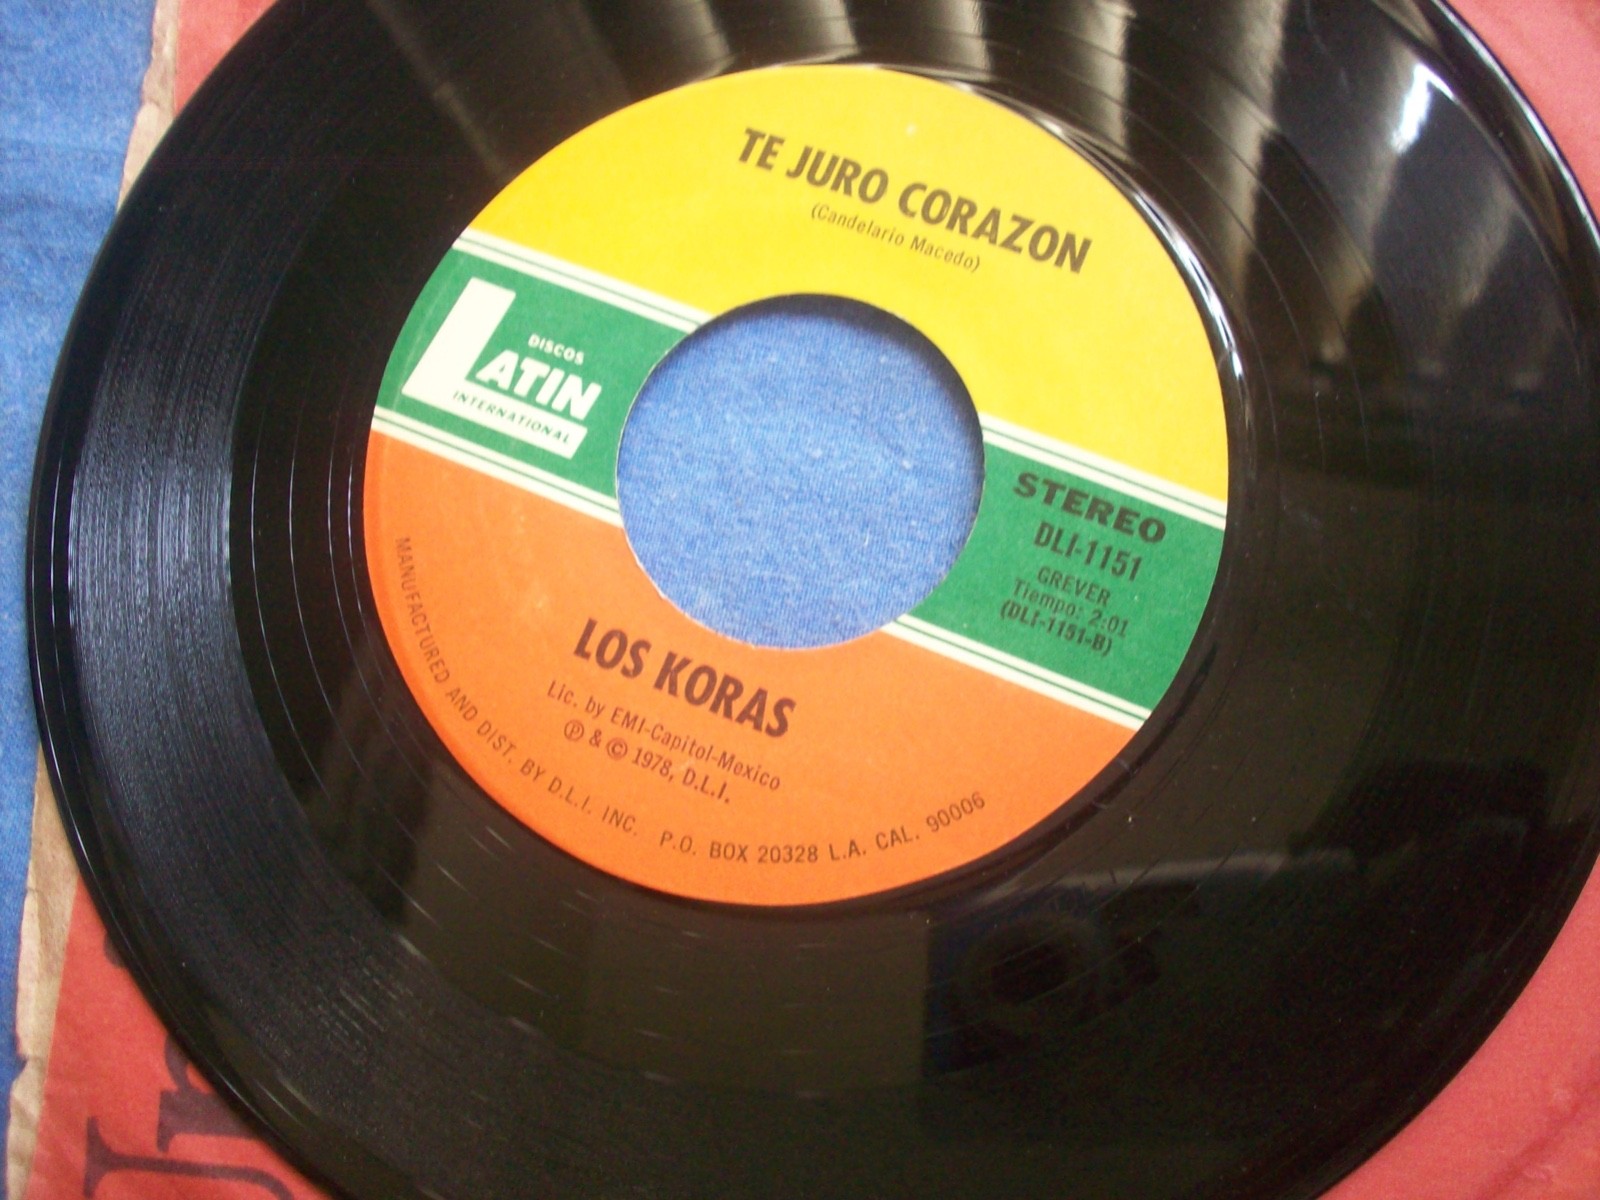 TE JURO CORAZON
(Candelario Macedo)
DISCOS
LATIN
INTERNATIONAL
STEREO
DLI-1151
GREVER
Tiempo: 2:01
(DLI-1151-B)
LOS KORAS
Lic. by EMI-Capitol-Mexico
Ⓟ & © 1978, D.L.I.
MANUFACTURED AND DIST. BY D.L.I. INC. P.O. BOX 20328 L.A. CAL. 90006